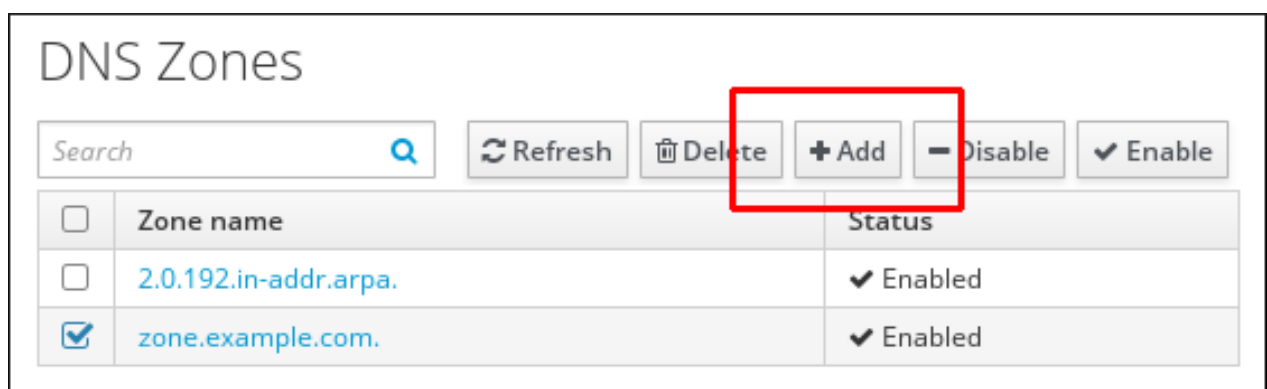 DNS Zones
Search Refresh Delete Add Disable Enable
Zone name Status
2.0.192.in-addr.arpa. Enabled
zone.example.com. Enabled